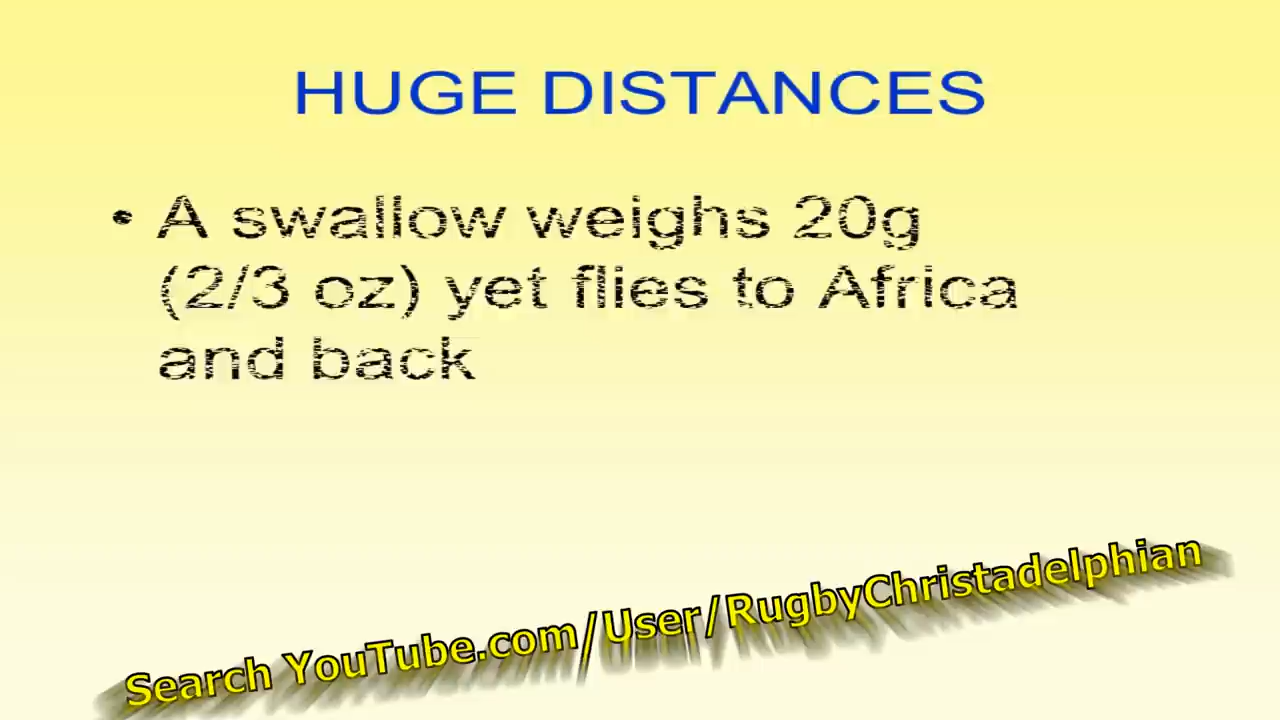 HUGE DISTANCES
• A swallow weighs 20g
(2/3 oz) yet flies to Africa
and back
Search YouTube.com/User/RugbyChristadelphian